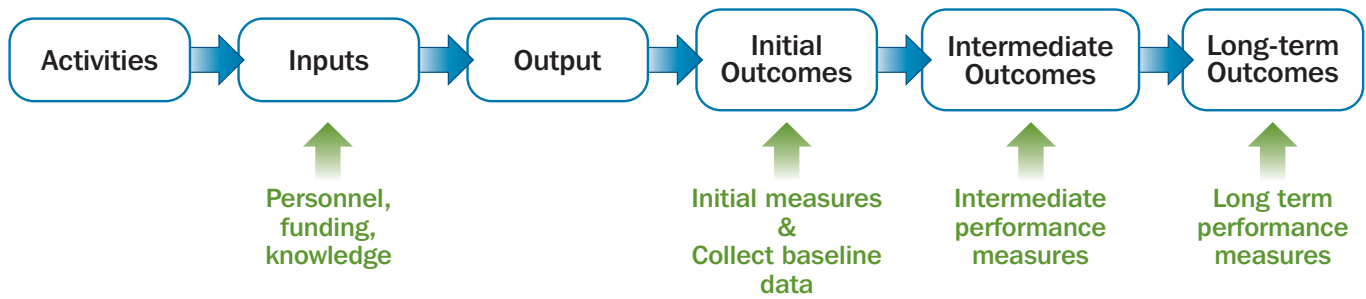 Activities
Inputs
Output
Initial
Outcomes
Intermediate
Outcomes
Long-term
Outcomes
Personnel,
funding,
knowledge
Initial measures
&
Collect baseline
data
Intermediate
performance
measures
Long term
performance
measures